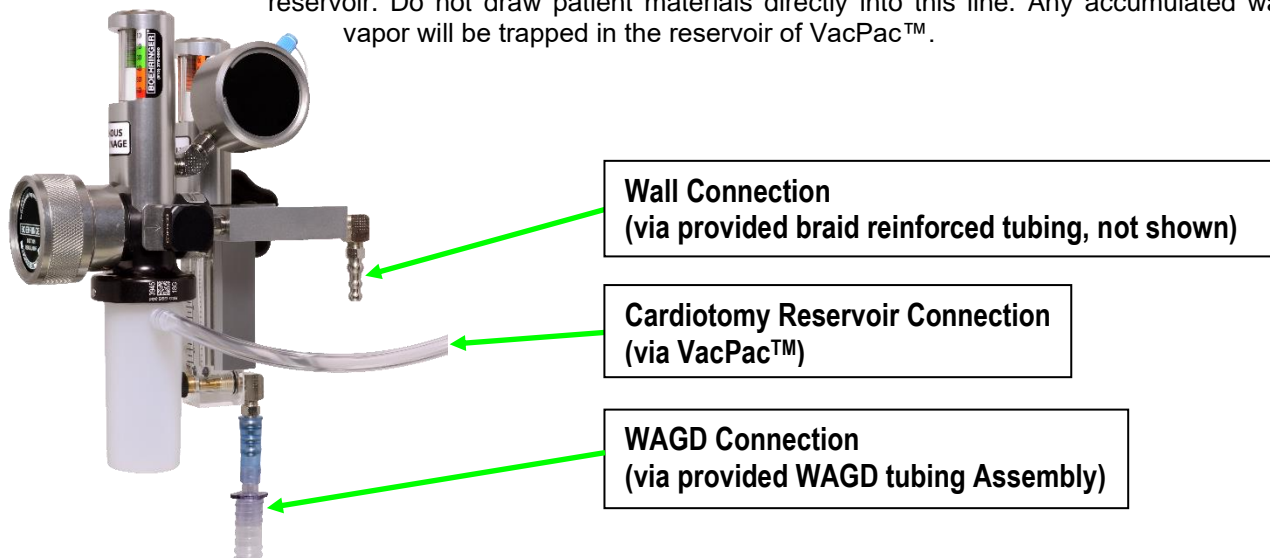 reservoir. Do not draw patient materials directly into this line. Any accumulated
vapor will be trapped in the reservoir of VacPac™.
BOEHRINGER
NAGE
Wall Connection
(via provided braid reinforced tubing, not shown)
BOEHRINGER
Cardiotomy Reservoir Connection
(via VacPac™)
WAGD Connection
(via provided WAGD tubing Assembly)